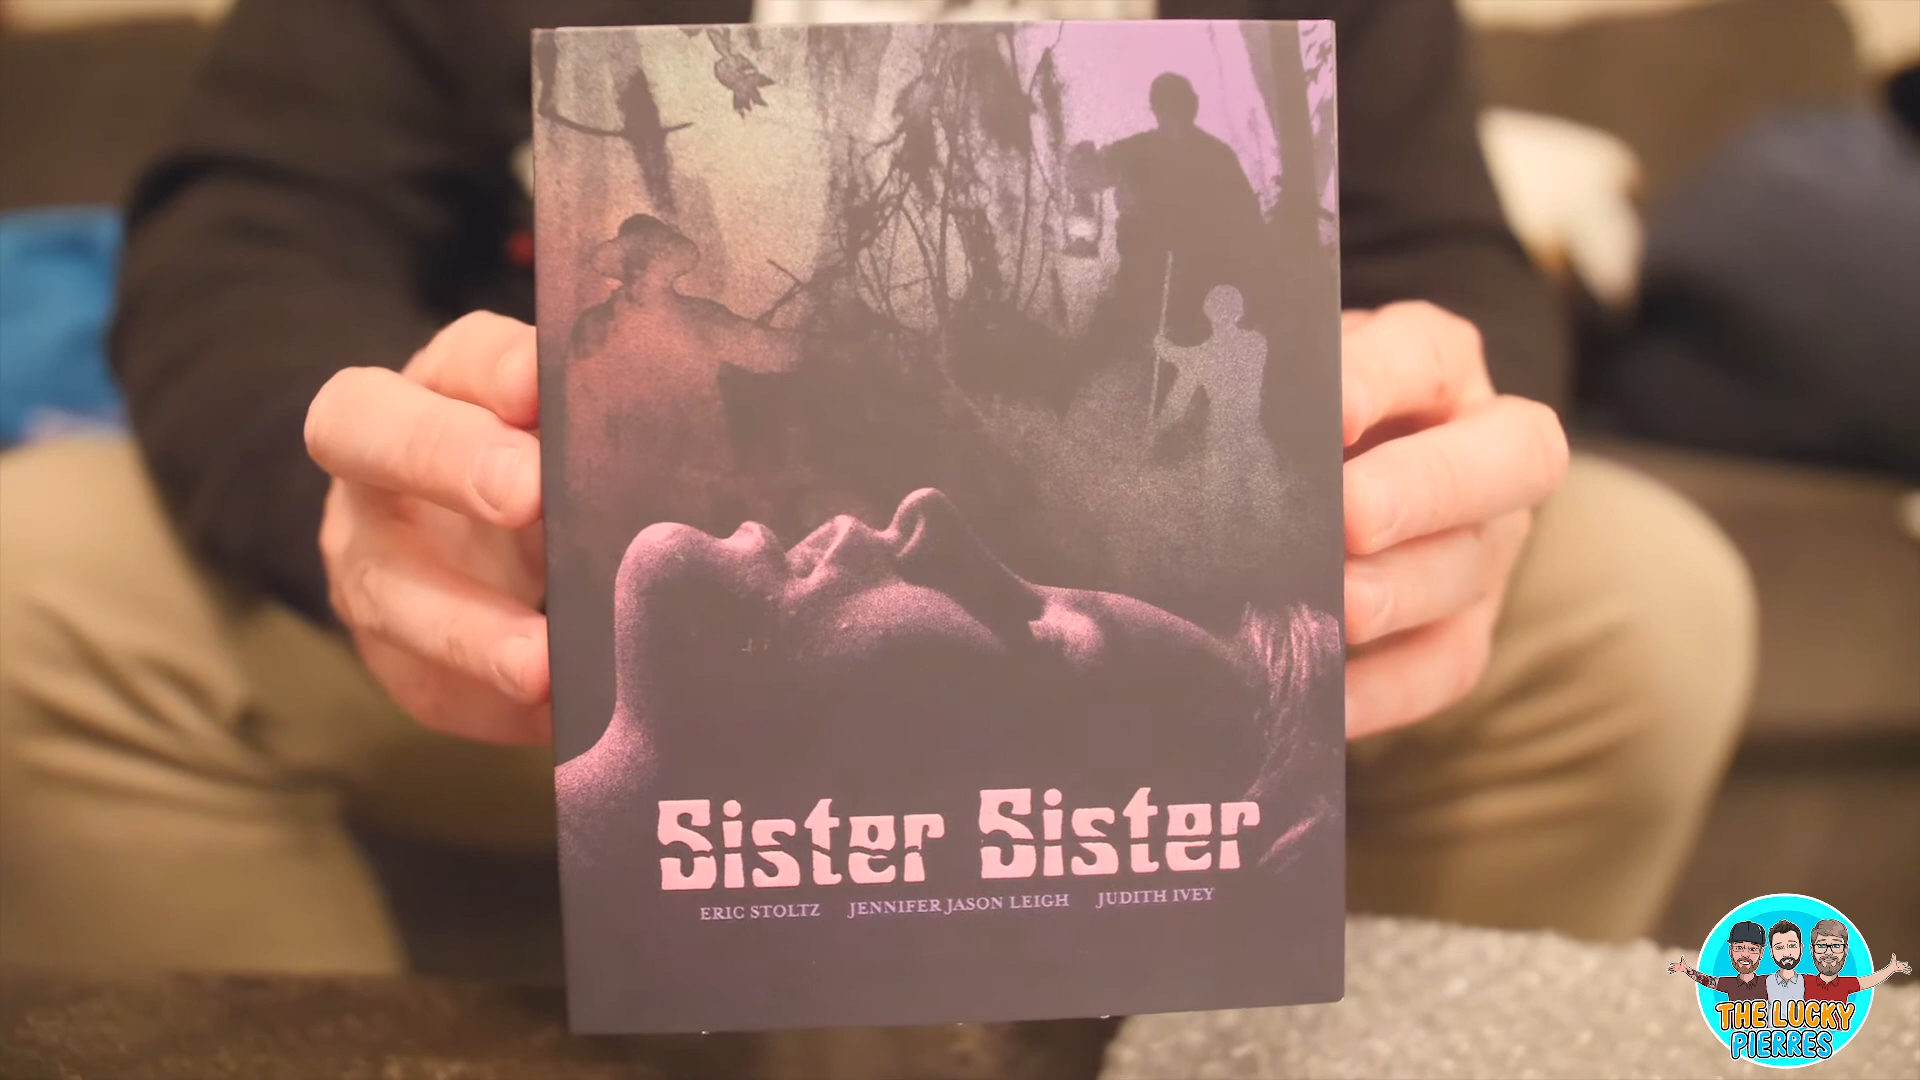 Sister Sister
ERIC STOLTZ JENNIFER JASON LEIGH JUDITH IVEY
THE LUCKY
PIERRES